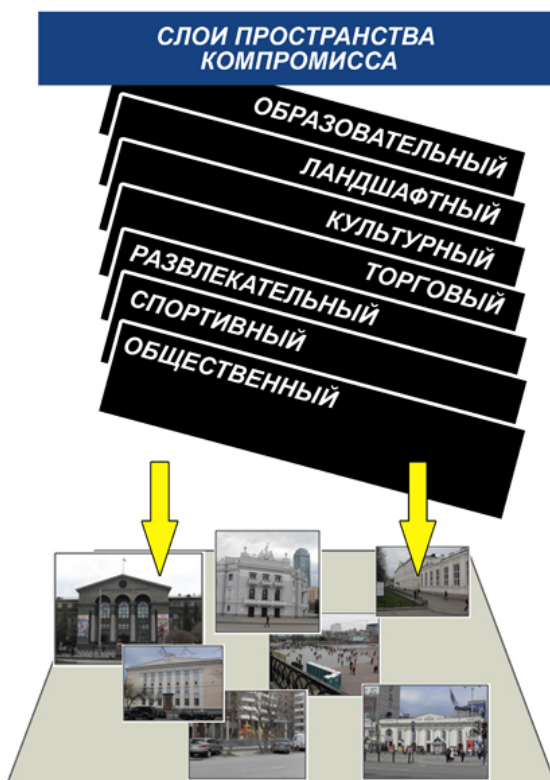 СЛОИ ПРОСТРАНСТВА
КОМПРОМИССА
ОБРАЗОВАТЕЛЬНЫЙ
ЛАНДШАФТНЫЙ
КУЛЬТУРНЫЙ
ТОРГОВЫЙ
РАЗВЛЕКАТЕЛЬНЫЙ
СПОРТИВНЫЙ
ОБЩЕСТВЕННЫЙ